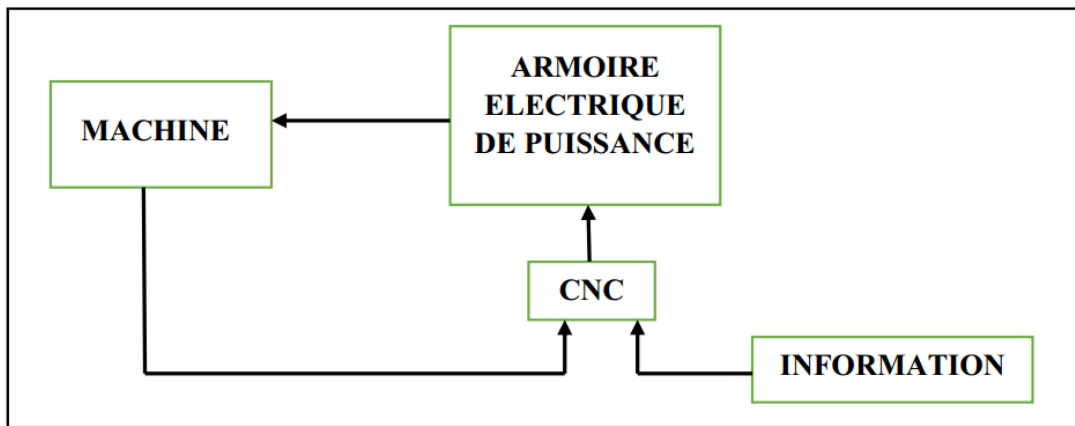 ARMOIRE
ELECTRIQUE
DE PUISSANCE
MACHINE
CNC
INFORMATION